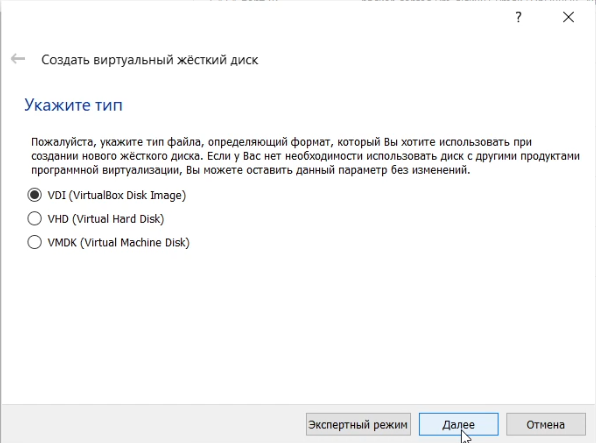 ?
Создать виртуальный жёсткий диск
Укажите тип
Пожалуйста, укажите тип файла, определяющий формат, который Вы хотите использовать при
создании нового жёсткого диска. Если у Вас нет необходимости использовать диск с другими продуктами
программной виртуализации, Вы можете оставить данный параметр без изменений.
VDI (VirtualBox Disk Image)
VHD (Virtual Hard Disk)
VMDK (Virtual Machine Disk)
Экспертный режим Далее Отмена